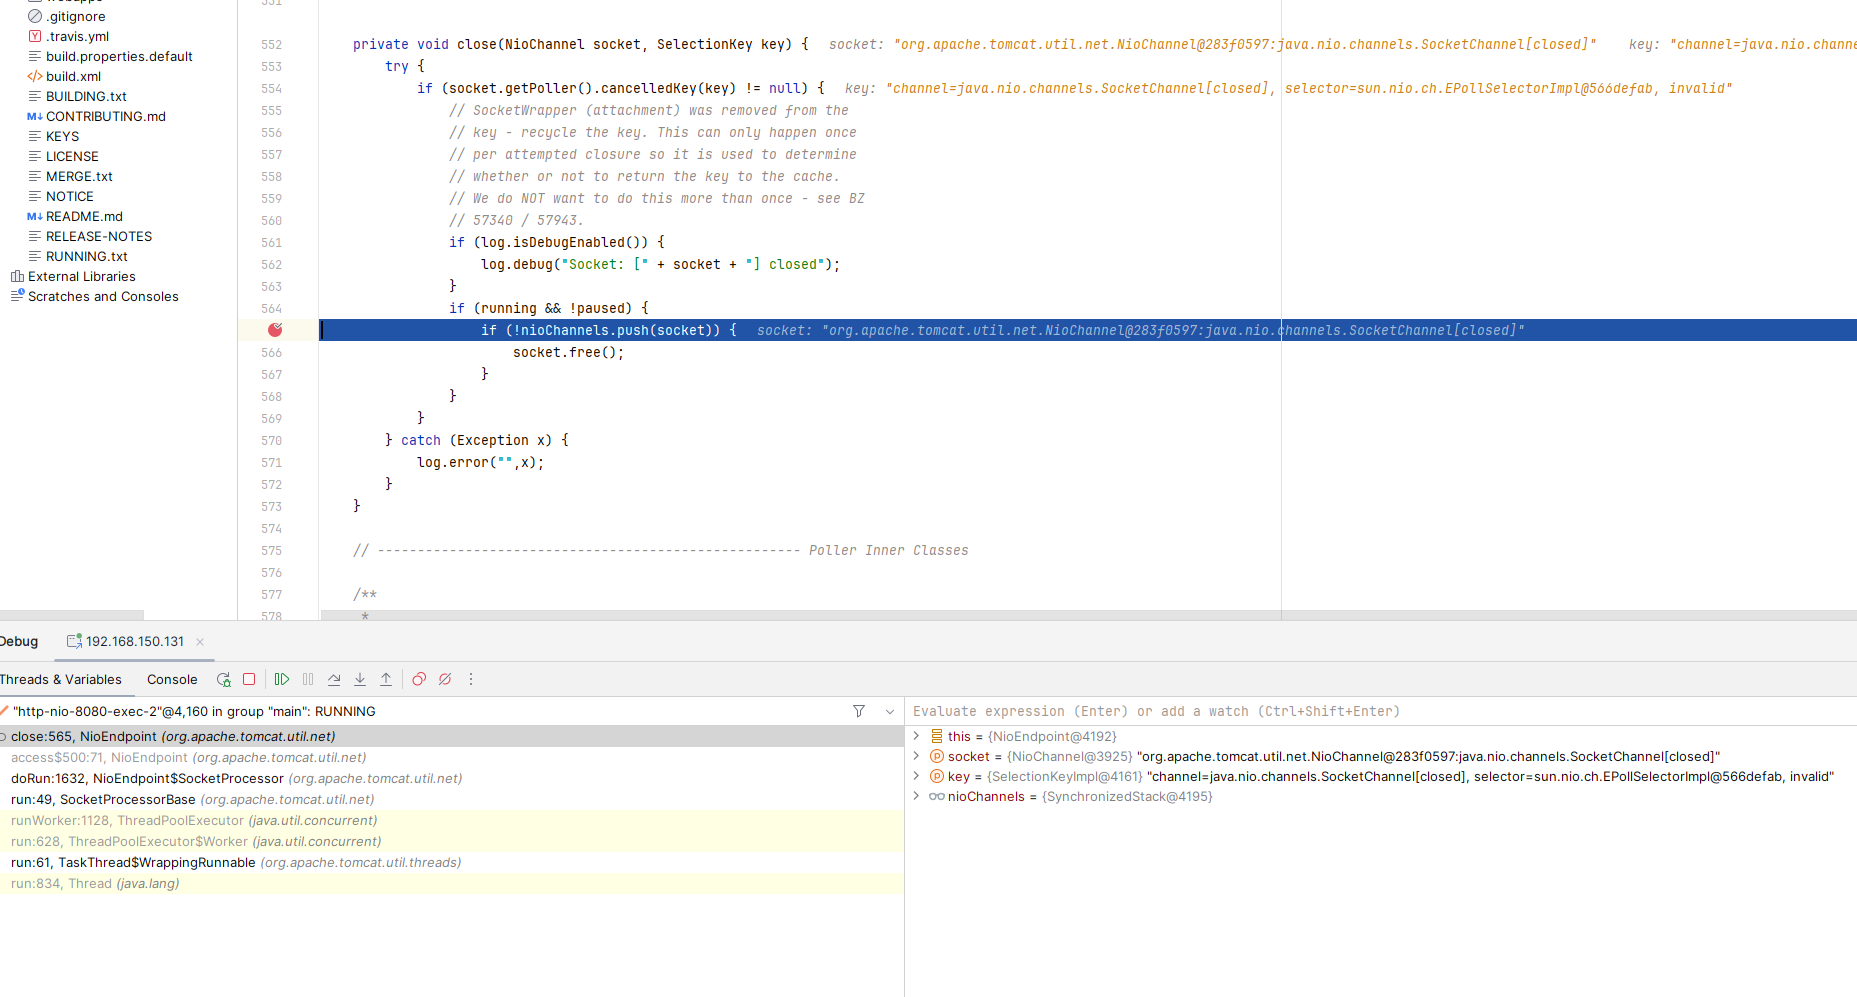 .gitignore
.travis.yml
build.properties.default
build.xml
BUILDING.txt
CONTRIBUTING.md
KEYS
LICENSE
MERGE.txt
NOTICE
README.md
RELEASE-NOTES
RUNNING.txt
External Libraries
Scratches and Consoles
552 private void close(NioChannel socket, SelectionKey key) { socket: "org.apache.tomcat.util.net.NioChannel@283f0597:java.nio.channels.SocketChannel[closed]" key: "channel=java.nio.channe
553 try {
554 if (socket.getPoller().cancelledKey(key) != null) { key: "channel=java.nio.channels.SocketChannel[closed], selector=sun.nio.ch.EPollSelectorImpl@566defab, invalid"
555 // SocketWrapper (attachment) was removed from the
556 // key - recycle the key. This can only happen once
557 // per attempted closure so it is used to determine
558 // whether or not to return the key to the cache.
559 // We do NOT want to do this more than once - see BZ
560 // 57340 / 57943.
561 if (log.isDebugEnabled()) {
562 log.debug("Socket: [" + socket + "] closed");
563 }
564 if (running && !paused) {
if (!nioChannels.push(socket)) { socket: "org.apache.tomcat.util.net.NioChannel@283f0597:java.nio.channels.SocketChannel[closed]"
566 socket.free();
567 }
568 }
569 }
570 } catch (Exception x) {
571 log.error("",x);
572 }
573 }
574
575 // ----------------------------------------------------- Poller Inner Classes
576
577 /**
578 *
Debug 192.168.150.131
Threads & Variables Console
"http-nio-8080-exec-2"@4,160 in group "main": RUNNING
close:565, NioEndpoint (org.apache.tomcat.util.net)
access$500:71, NioEndpoint (org.apache.tomcat.util.net)
doRun:1632, NioEndpoint$SocketProcessor (org.apache.tomcat.util.net)
run:49, SocketProcessorBase (org.apache.tomcat.util.net)
runWorker:1128, ThreadPoolExecutor (java.util.concurrent)
run:628, ThreadPoolExecutor$Worker (java.util.concurrent)
run:61, TaskThread$WrappingRunnable (org.apache.tomcat.util.threads)
run:834, Thread (java.lang)
Evaluate expression (Enter) or add a watch (Ctrl+Shift+Enter)
this = {NioEndpoint@4192}
socket = {NioChannel@3925} "org.apache.tomcat.util.net.NioChannel@283f0597:java.nio.channels.SocketChannel[closed]"
key = {SelectionKeyImpl@4161} "channel=java.nio.channels.SocketChannel[closed], selector=sun.nio.ch.EPollSelectorImpl@566defab, invalid"
nioChannels = {SynchronizedStack@4195}